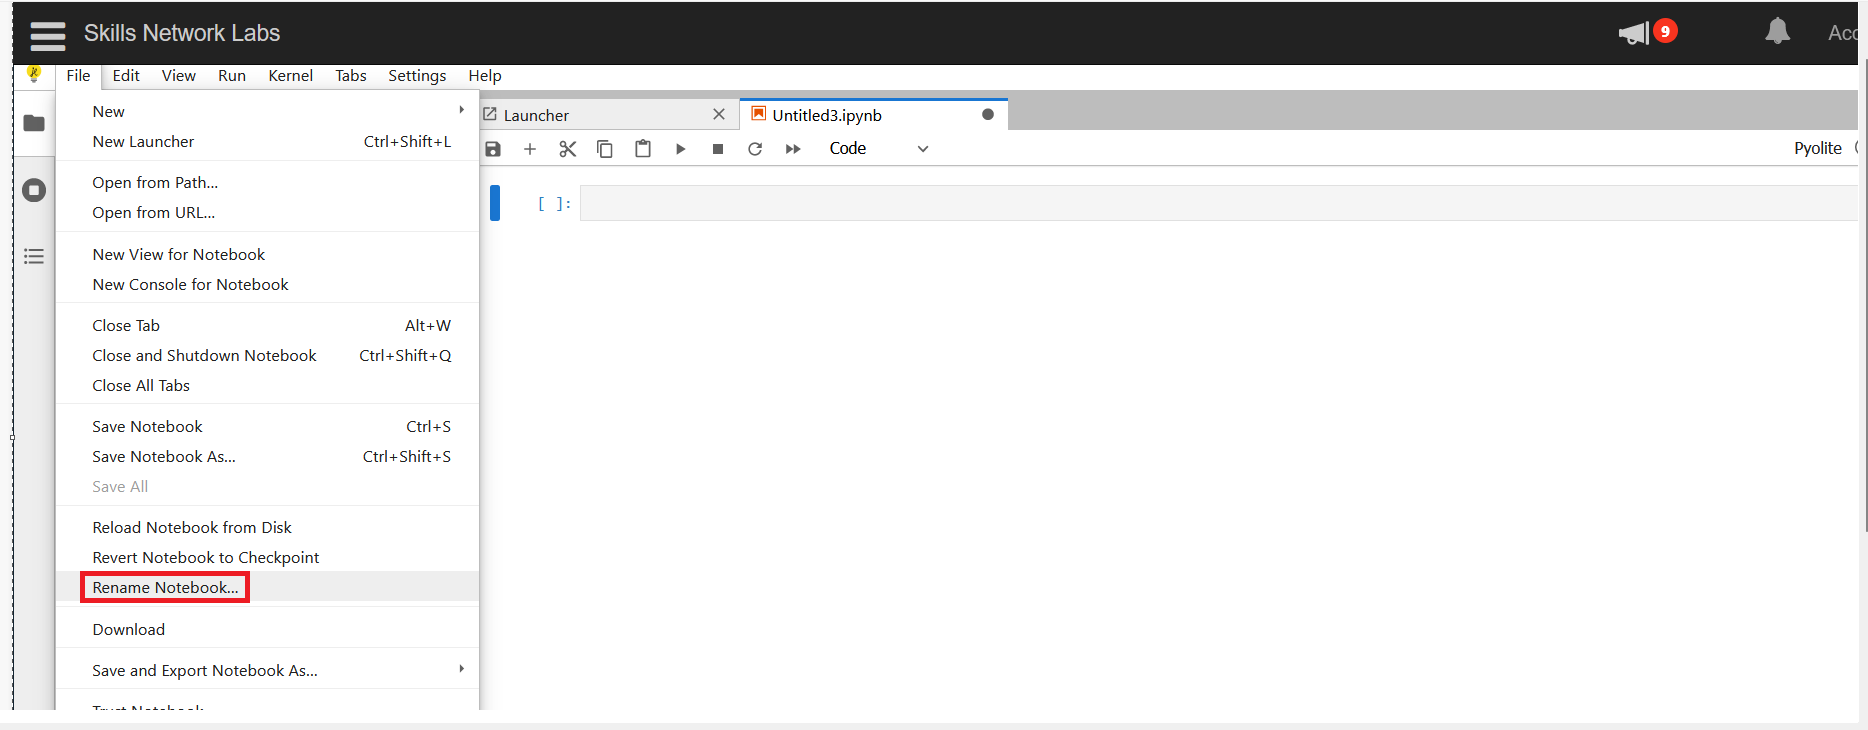 Skills Network Labs
9
Acc
File Edit View Run Kernel Tabs Settings Help
New
New Launcher Ctrl+Shift+L
Open from Path...
Open from URL...
New View for Notebook
New Console for Notebook
Close Tab Alt+W
Close and Shutdown Notebook Ctrl+Shift+Q
Close All Tabs
Save Notebook Ctrl+S
Save Notebook As... Ctrl+Shift+S
Save All
Reload Notebook from Disk
Revert Notebook to Checkpoint
Rename Notebook...
Download
Save and Export Notebook As...
Trust Notebook
Launcher
Untitled3.ipynb
Code
Pyolite
[ ]: